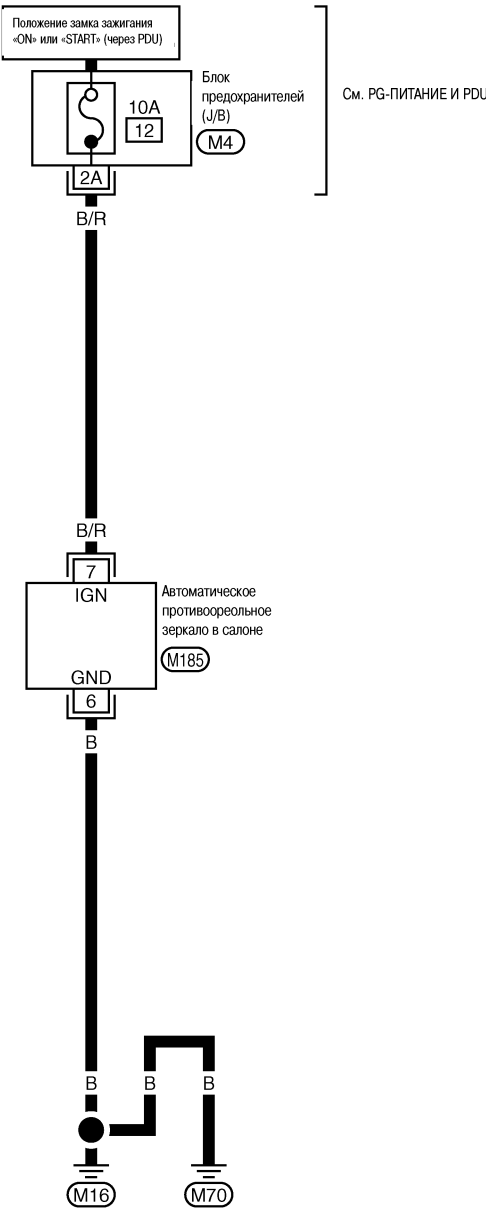 Положение замка зажигания
«ON» или «START» (через PDU)
Блок
предохранителей
(J/B)
См. PG-ПИТАНИЕ И PDU
10A
12
M4
2A
B/R
B/R
7
IGN
Автоматическое
противоореольное
зеркало в салоне
M185
GND
6
B
B
B
B
M16
M70